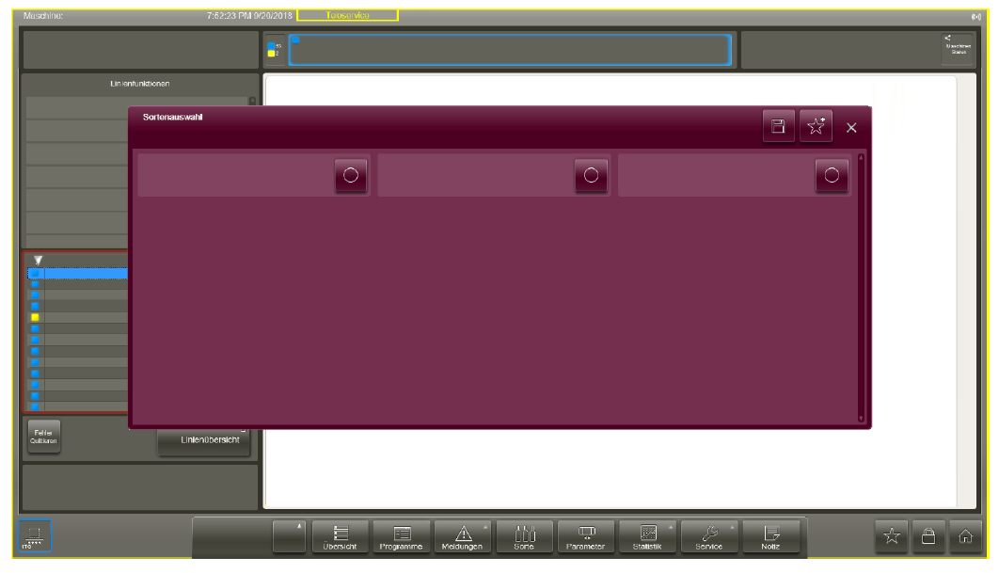 Maschine: 7:52:23 PM 9/20/2018 Teleservice
Maschinen
Status
Linienfunktionen
Sortenauswahl
Fehler
Quittieren
Linienübersicht
Übersicht Programme Meldungen Sorte Parameter Statistik Service Notiz